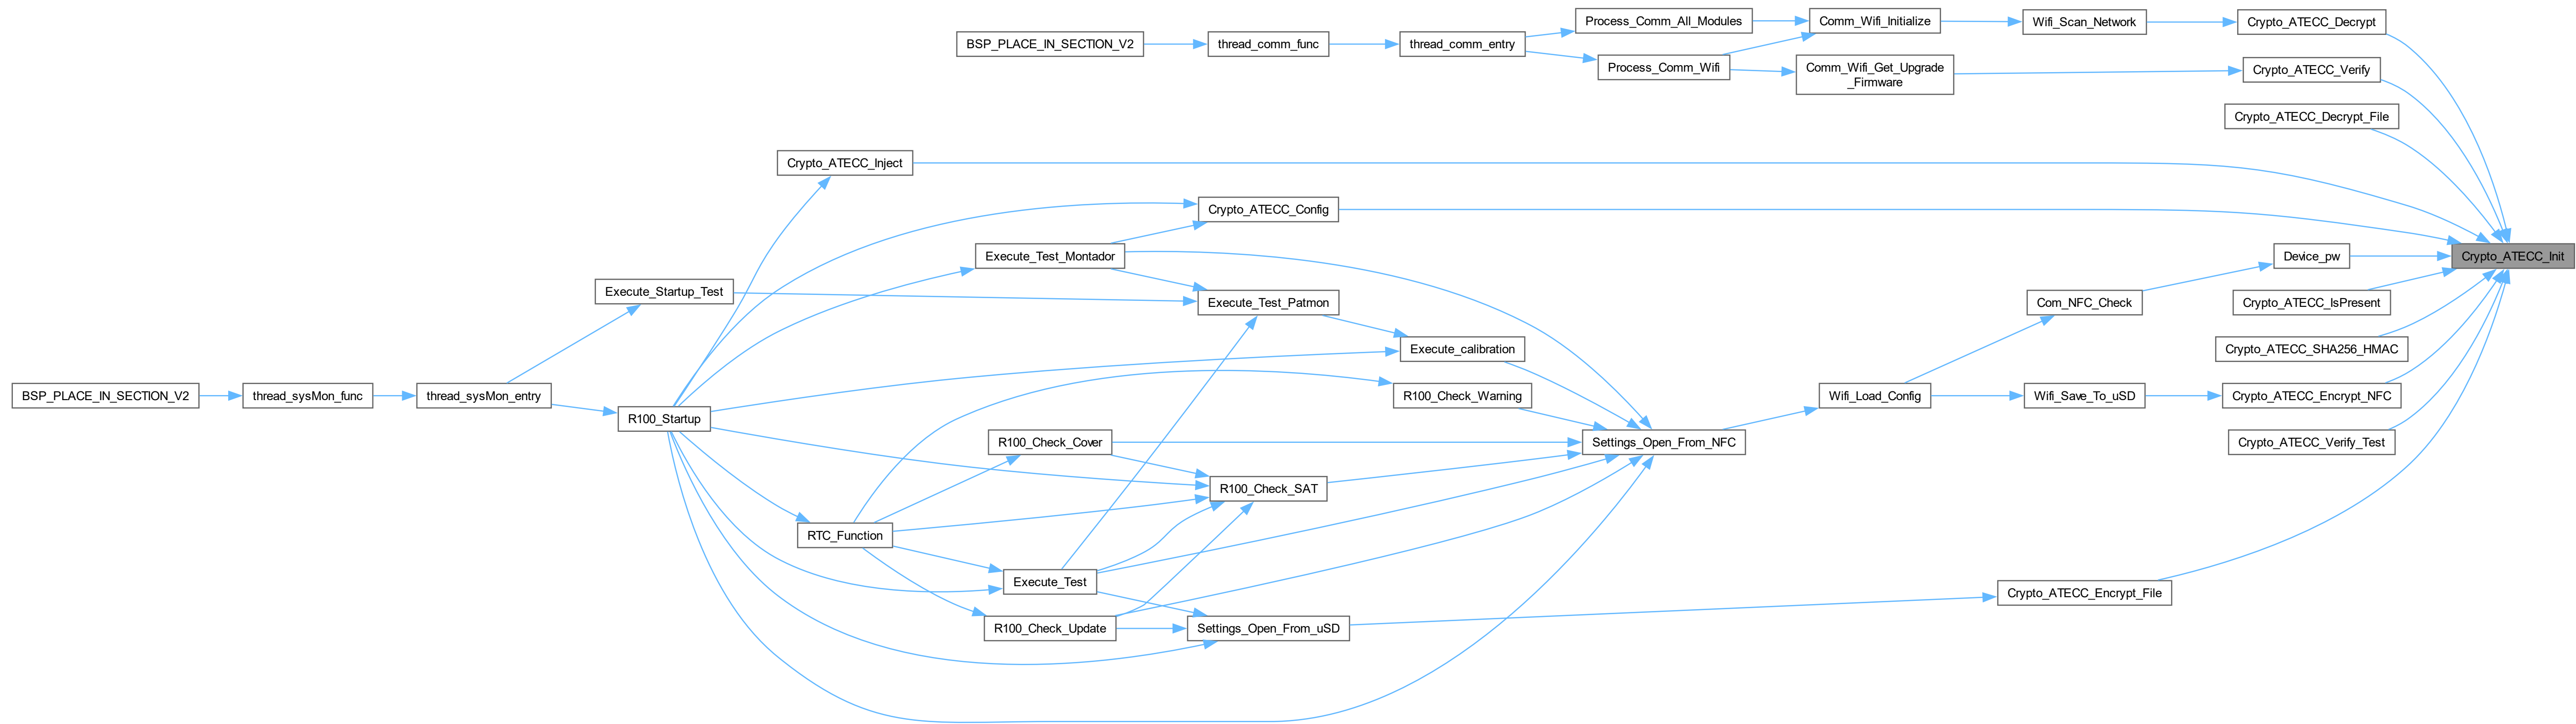 Process_Comm_All_Modules
Comm_Wifi_Initialize
Wifi_Scan_Network
Crypto_ATECC_Decrypt
BSP_PLACE_IN_SECTION_V2
thread_comm_func
thread_comm_entry
Process_Comm_Wifi
Comm_Wifi_Get_Upgrade
_Firmware
Crypto_ATECC_Verify
Crypto_ATECC_Decrypt_File
Crypto_ATECC_Inject
Crypto_ATECC_Config
Execute_Test_Montador
Device_pw
Crypto_ATECC_Init
Execute_Startup_Test
Execute_Test_Patmon
Com_NFC_Check
Crypto_ATECC_IsPresent
Execute_calibration
Crypto_ATECC_SHA256_HMAC
BSP_PLACE_IN_SECTION_V2
thread_sysMon_func
thread_sysMon_entry
R100_Check_Warning
Wifi_Load_Config
Wifi_Save_To_uSD
Crypto_ATECC_Encrypt_NFC
R100_Startup
R100_Check_Cover
Settings_Open_From_NFC
Crypto_ATECC_Verify_Test
R100_Check_SAT
RTC_Function
Execute_Test
Crypto_ATECC_Encrypt_File
R100_Check_Update
Settings_Open_From_uSD